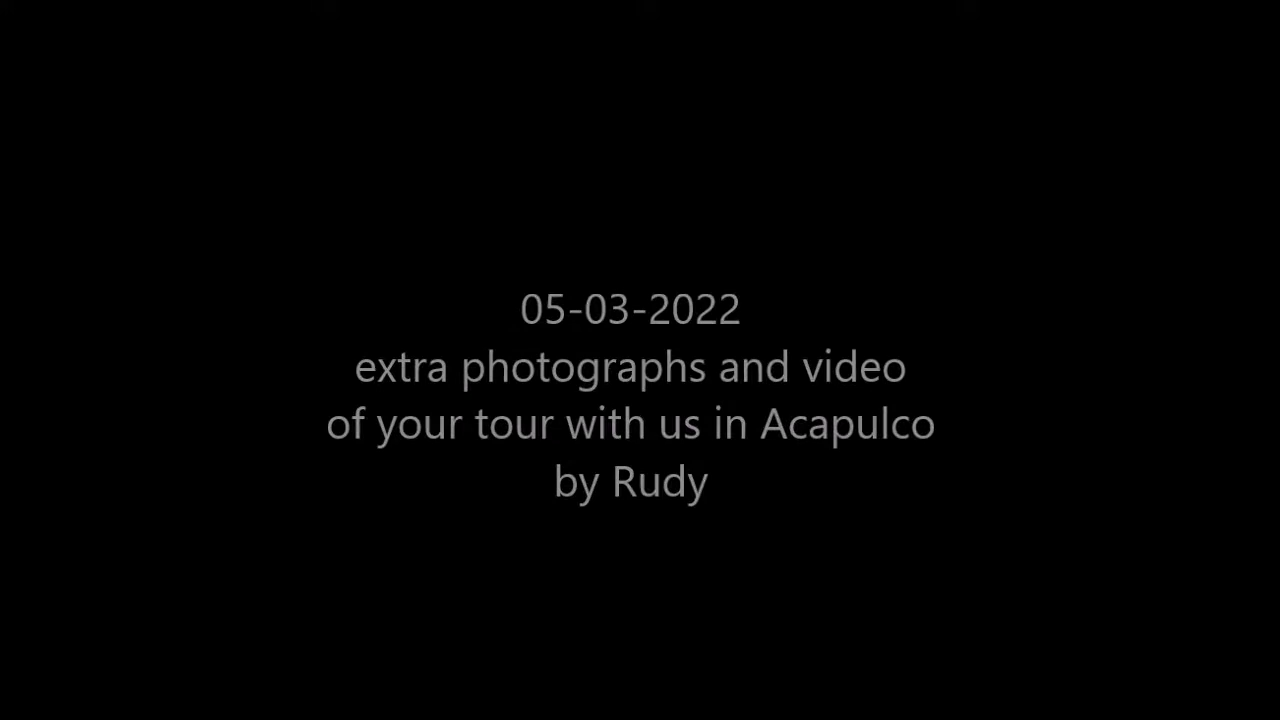 05-03-2022
extra photographs and video
of your tour with us in Acapulco
by Rudy